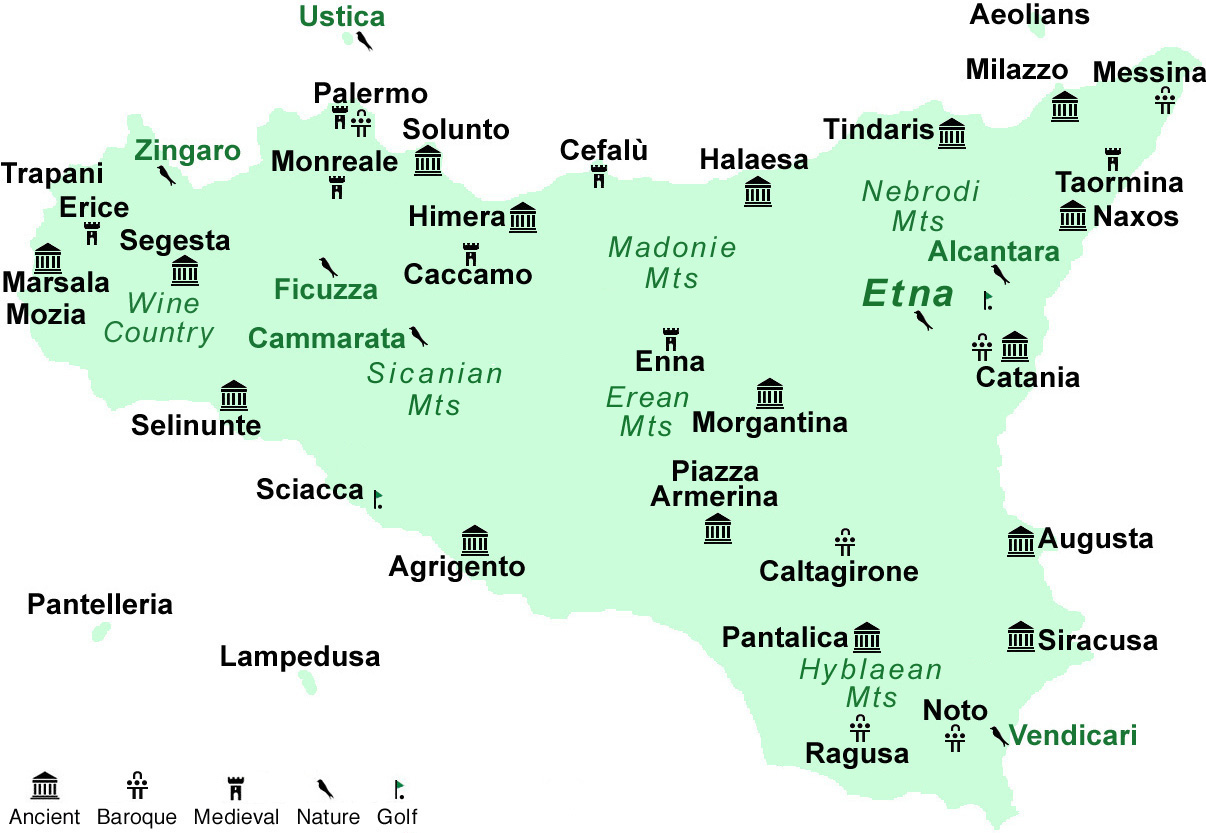 Ustica
Aeolians
Milazzo
Messina
Palermo
Solunto
Tindaris
Zingaro
Monreale
Cefalù
Halaesa
Trapani
Erice
Taormina
Nebrodi
Mts
Himera
Naxos
Segesta
Madonie
Mts
Alcantara
Caccamo
Marsala
Mozia
Ficuzza
Etna
Wine
Country
Cammarata
Enna
Sicanian
Mts
Catania
Erean
Mts
Morgantina
Selinunte
Piazza
Armerina
Sciacca
Augusta
Agrigento
Caltagirone
Pantelleria
Pantalica
Siracusa
Lampedusa
Hyblaean
Mts
Noto
Vendicari
Ragusa
Ancient
Baroque
Medieval
Nature
Golf